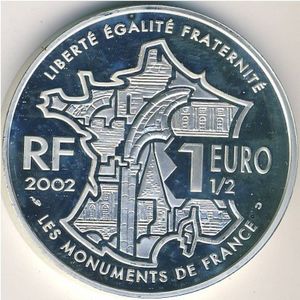 LIBERTÉ ÉGALITÉ FRATERNITÉ
RF
2002
1 EURO
1/2
LES MONUMENTS DE FRANCE